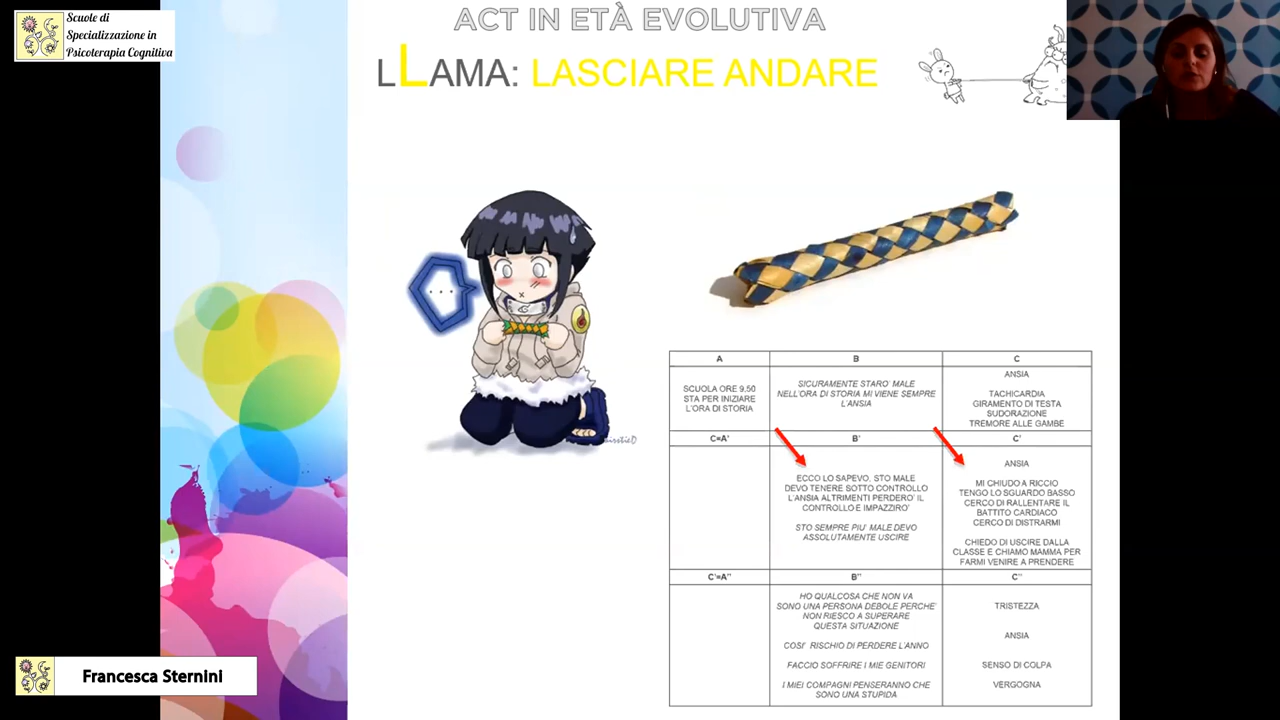 Scuole di
Specializzazione in
Psicoterapia Cognitiva
ACT IN ETÀ EVOLUTIVA
LLAMA: LASCIARE ANDARE
...
A
B
C
SCUOLA ORE 9,50
STA PER INIZIARE
L'ORA DI STORIA
SICURAMENTE STARO' MALE
NELL'ORA DI STORIA MI VIENE SEMPRE
L'ANSIA
ANSIA
TACHICARDIA
GIRAMENTO DI TESTA
SUDORAZIONE
TREMORE ALLE GAMBE
C=A'
B'
C'
ECCO LO SAPEVO, STO MALE
DEVO TENERE SOTTO CONTROLLO
L'ANSIA ALTRIMENTI PERDERO' IL
CONTROLLO E IMPAZZIRO'
STO SEMPRE PIU' MALE DEVO
ASSOLUTAMENTE USCIRE
ANSIA
MI CHIUDO A RICCIO
TENGO LO SGUARDO BASSO
CERCO DI RALLENTARE IL
BATTITO CARDIACO
CERCO DI DISTRARMI
CHIEDO DI USCIRE DALLA
CLASSE E CHIAMO MAMMA PER
FARMI VENIRE A PRENDERE
C'=A''
B''
C''
HO QUALCOSA CHE NON VA
SONO UNA PERSONA DEBOLE PERCHE'
NON RIESCO A SUPERARE
QUESTA SITUAZIONE
COSI' RISCHIO DI PERDERE L'ANNO
FACCIO SOFFRIRE I MIE GENITORI
I MIEI COMPAGNI PENSERANNO CHE
SONO UNA STUPIDA
TRISTEZZA
ANSIA
SENSO DI COLPA
VERGOGNA
Francesca Sternini